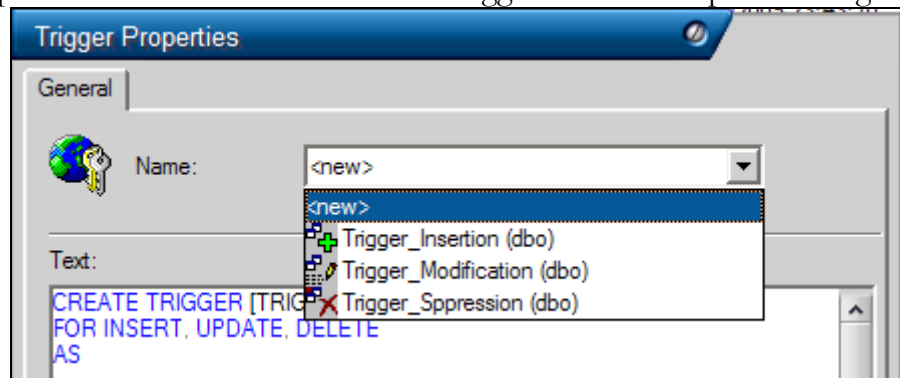 Trigger Properties
General
Name:
<new>
<new>
Trigger_Insertion (dbo)
Trigger_Modification (dbo)
Trigger_Sppression (dbo)
Text:
CREATE TRIGGER [TRIG
FOR INSERT, UPDATE, DELETE
AS